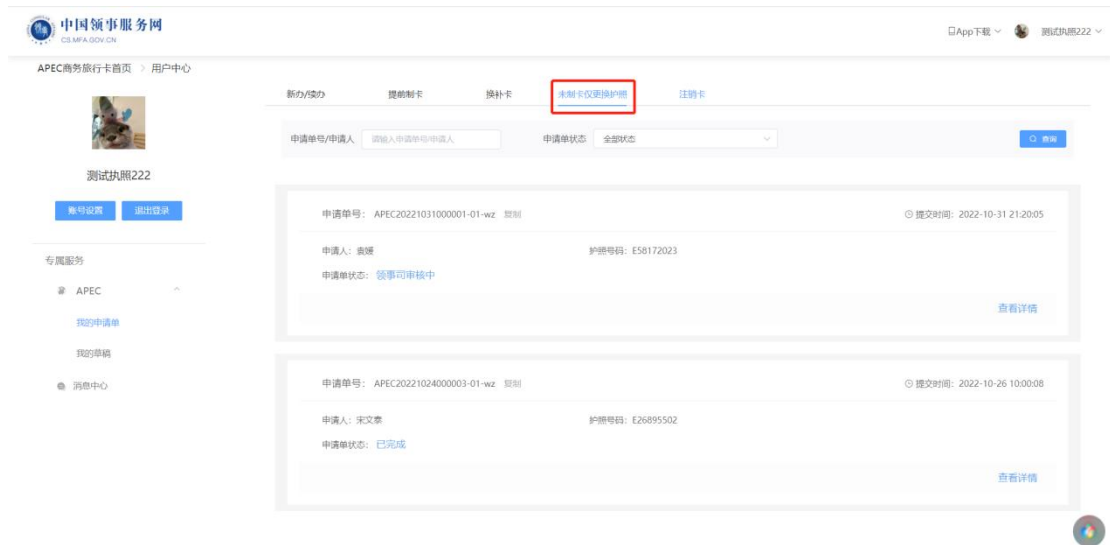 中国领事服务网
CS.MFA.GOV.CN
App下载
测试执照222
APEC商务旅行卡首页 > 用户中心
新办/续办 提前制卡 换补卡 未制卡仅更换护照 注销卡
申请单号/申请人 请输入申请单号/申请人 申请单状态 全部状态 查询
测试执照222
账号设置 退出登录
申请单号: APEC20221031000001-01-wz 复制 提交时间: 2022-10-31 21:20:05
专属服务
申请人: 袁媛 护照号码: E58172023
申请单状态: 领事司审核中
APEC
查看详情
我的申请单
我的草稿
消息中心
申请单号: APEC20221024000003-01-wz 复制 提交时间: 2022-10-26 10:00:08
申请人: 宋文泰 护照号码: E26895502
申请单状态: 已完成
查看详情